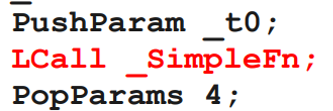 PushParam _t0;
LCall _SimpleFn;
PopParams 4;